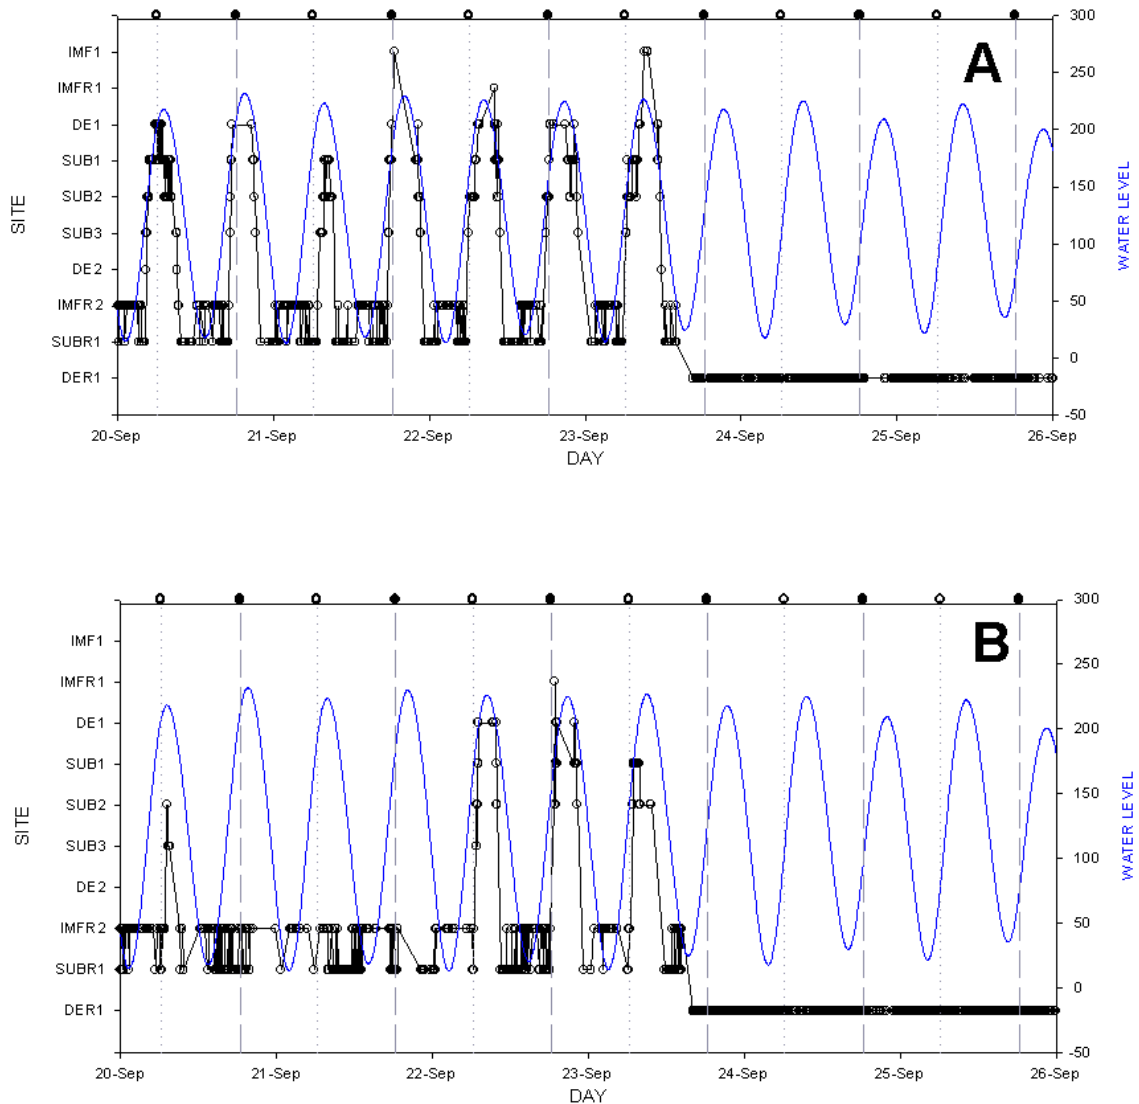 300
A
IMF1
250
IMFR1
DE1
200
SUB1
150
SUB2
SITE
SUB3
100
WATER LEVEL
DE2
IMFR2
50
SUBR1
0
DER1
-50
20-Sep 21-Sep 22-Sep 23-Sep 24-Sep 25-Sep 26-Sep
DAY
300
B
IMF1
250
IMFR1
DE1
200
SUB1
150
SUB2
SITE
SUB3
100
WATER LEVEL
DE2
IMFR2
50
SUBR1
0
DER1
-50
20-Sep 21-Sep 22-Sep 23-Sep 24-Sep 25-Sep 26-Sep
DAY